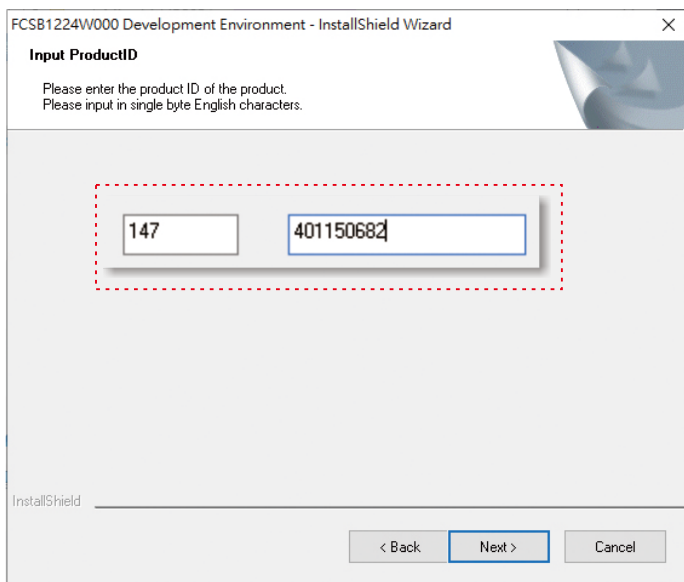 FCSB1224W000 Development Environment - InstallShield Wizard
Input ProductID
Please enter the product ID of the product.
Please input in single byte English characters.
147 401150682
InstallShield
< Back Next > Cancel